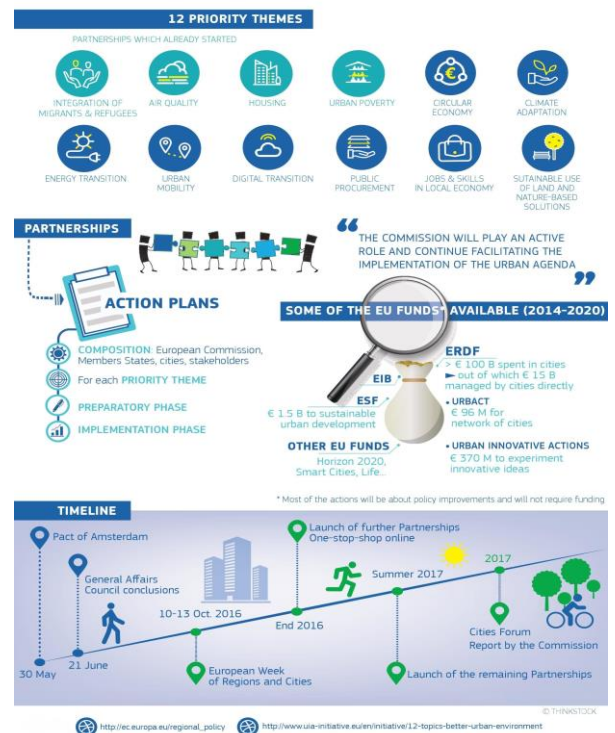 12 PRIORITY THEMES
PARTNERSHIPS WHICH ALREADY STARTED
INTEGRATION OF
MIGRANTS & REFUGEES
AIR QUALITY
HOUSING
URBAN POVERTY
CIRCULAR
ECONOMY
CLIMATE
ADAPTATION
ENERGY TRANSITION
URBAN
MOBILITY
DIGITAL TRANSITION
PUBLIC
PROCUREMENT
JOBS & SKILLS
IN LOCAL ECONOMY
SUTAINABLE USE
OF LAND AND
NATURE-BASED
SOLUTIONS
PARTNERSHIPS
“ THE COMMISSION WILL PLAY AN ACTIVE
ROLE AND CONTINUE FACILITATING THE
IMPLEMENTATION OF THE URBAN AGENDA ”
ACTION PLANS
COMPOSITION: European Commission,
Members States, cities, stakeholders
For each PRIORITY THEME
PREPARATORY PHASE
IMPLEMENTATION PHASE
SOME OF THE EU FUNDS* AVAILABLE (2014-2020)
ERDF
> € 100 B spent in cities
► out of which € 15 B
managed by cities directly
EIB
ESF
€ 1.5 B to sustainable
urban development
• URBACT
€ 96 M for
network of cities
OTHER EU FUNDS
Horizon 2020,
Smart Cities, Life...
• URBAN INNOVATIVE ACTIONS
€ 370 M to experiment
innovative ideas
* Most of the actions will be about policy improvements and will not require funding
TIMELINE
Pact of Amsterdam
General Affairs
Council conclusions
10-13 Oct. 2016
Launch of further Partnerships
One-stop-shop online
Summer 2017
2017
30 May
21 June
European Week
of Regions and Cities
End 2016
Launch of the remaining Partnerships
Cities Forum
Report by the Commission
© THINKSTOCK
http://ec.europa.eu/regional_policy
http://www.uia-initiative.eu/en/initiative/12-topics-better-urban-environment
€